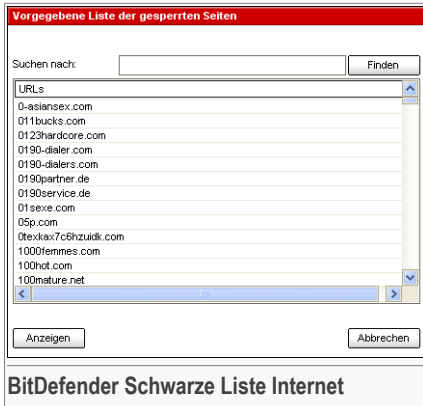 Vorgegebene Liste der gesperrten Seiten
Suchen nach:
Finden
URLs
0-asiansex.com
011bucks.com
0123hardcore.com
0190-dialer.com
0190-dialers.com
0190partner.de
0190service.de
01sexe.com
05p.com
0texkax7c6hzuidk.com
1000femmes.com
100hot.com
100mature.net
Anzeigen
Abbrechen
BitDefender Schwarze Liste Internet